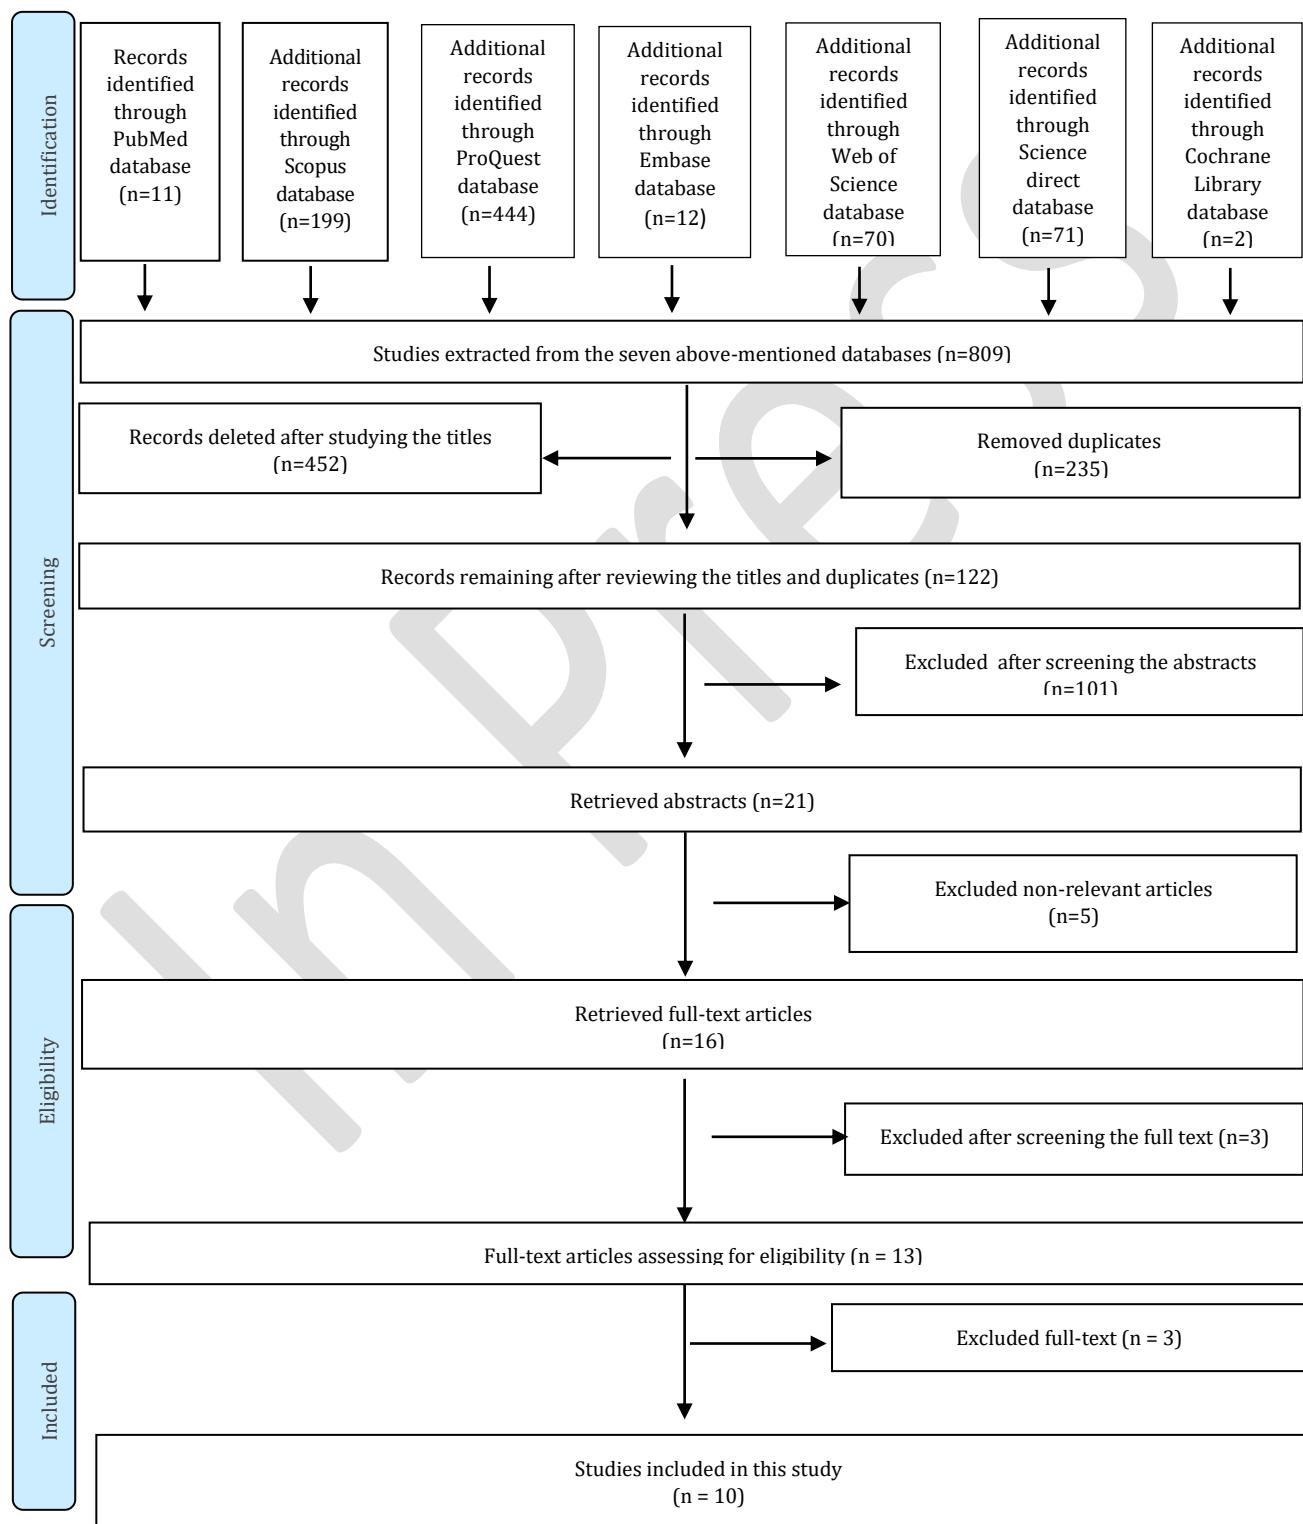 Identification
Records
identified
through
PubMed
database
(n=11)
Additional
records
identified
through
Scopus
database
(n=199)
Additional
records
identified
through
ProQuest
database
(n=444)
Additional
records
identified
through
Embase
database
(n=12)
Additional
records
identified
through
Web of
Science
database
(n=70)
Additional
records
identified
through
Science
direct
database
(n=71)
Additional
records
identified
through
Cochrane
Library
database
(n=2)
Screening
Studies extracted from the seven above-mentioned databases (n=809)
Records deleted after studying the titles
(n=452)
Removed duplicates
(n=235)
Records remaining after reviewing the titles and duplicates (n=122)
Excluded after screening the abstracts
(n=101)
Retrieved abstracts (n=21)
Excluded non-relevant articles
(n=5)
Eligibility
Retrieved full-text articles
(n=16)
Excluded after screening the full text (n=3)
Full-text articles assessing for eligibility (n = 13)
Included
Excluded full-text (n = 3)
Studies included in this study
(n = 10)
In Press